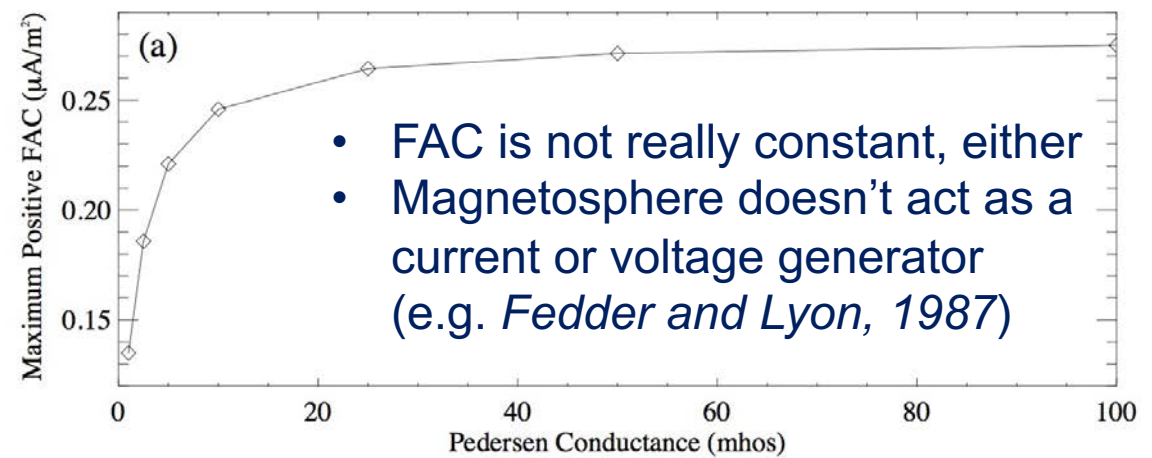 Maximum Positive FAC (μA/m²)
(a)
0.25
0.20
0.15
• FAC is not really constant, either
• Magnetosphere doesn’t act as a
current or voltage generator
(e.g. Fedder and Lyon, 1987)
0 20 40 60 80 100
Pedersen Conductance (mhos)